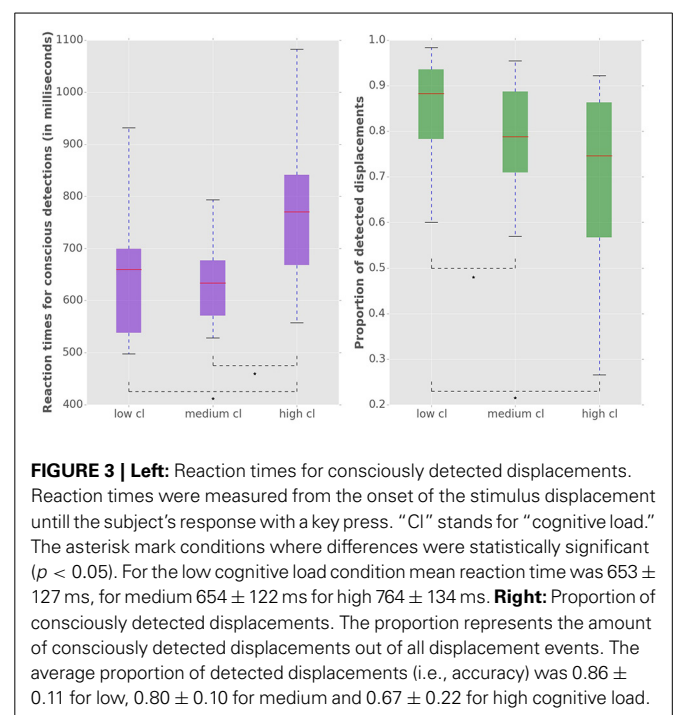 Reaction times for conscious detections (in milliseconds)
1100
1000
900
800
700
600
500
400
low cl
medium cl
high cl
Proportion of detected displacements
1.0
0.9
0.8
0.7
0.6
0.5
0.4
0.3
0.2
low cl
medium cl
high cl
FIGURE 3 | Left: Reaction times for consciously detected displacements.
Reaction times were measured from the onset of the stimulus displacement
untill the subject's response with a key press. “Cl” stands for “cognitive load.”
The asterisk mark conditions where differences were statistically significant
(p < 0.05). For the low cognitive load condition mean reaction time was 653 ±
127 ms, for medium 654 ± 122 ms for high 764 ± 134 ms. Right: Proportion of
consciously detected displacements. The proportion represents the amount
of consciously detected displacements out of all displacement events. The
average proportion of detected displacements (i.e., accuracy) was 0.86 ±
0.11 for low, 0.80 ± 0.10 for medium and 0.67 ± 0.22 for high cognitive load.